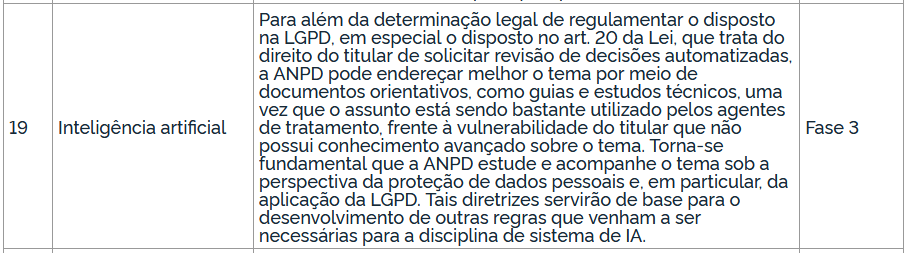 Para além da determinação legal de regulamentar o disposto
na LGPD, em especial o disposto no art. 20 da Lei, que trata do
direito do titular de solicitar revisão de decisões automatizadas,
a ANPD pode endereçar melhor o tema por meio de
documentos orientativos, como guias e estudos técnicos, uma
vez que o assunto está sendo bastante utilizado pelos agentes
19 Inteligência artificial de tratamento, frente à vulnerabilidade do titular que não Fase 3
possui conhecimento avançado sobre o tema. Torna-se
fundamental que a ANPD estude e acompanhe o tema sob a
perspectiva da proteção de dados pessoais e, em particular, da
aplicação da LGPD. Tais diretrizes servirão de base para o
desenvolvimento de outras regras que venham a ser
necessárias para a disciplina de sistema de IA.